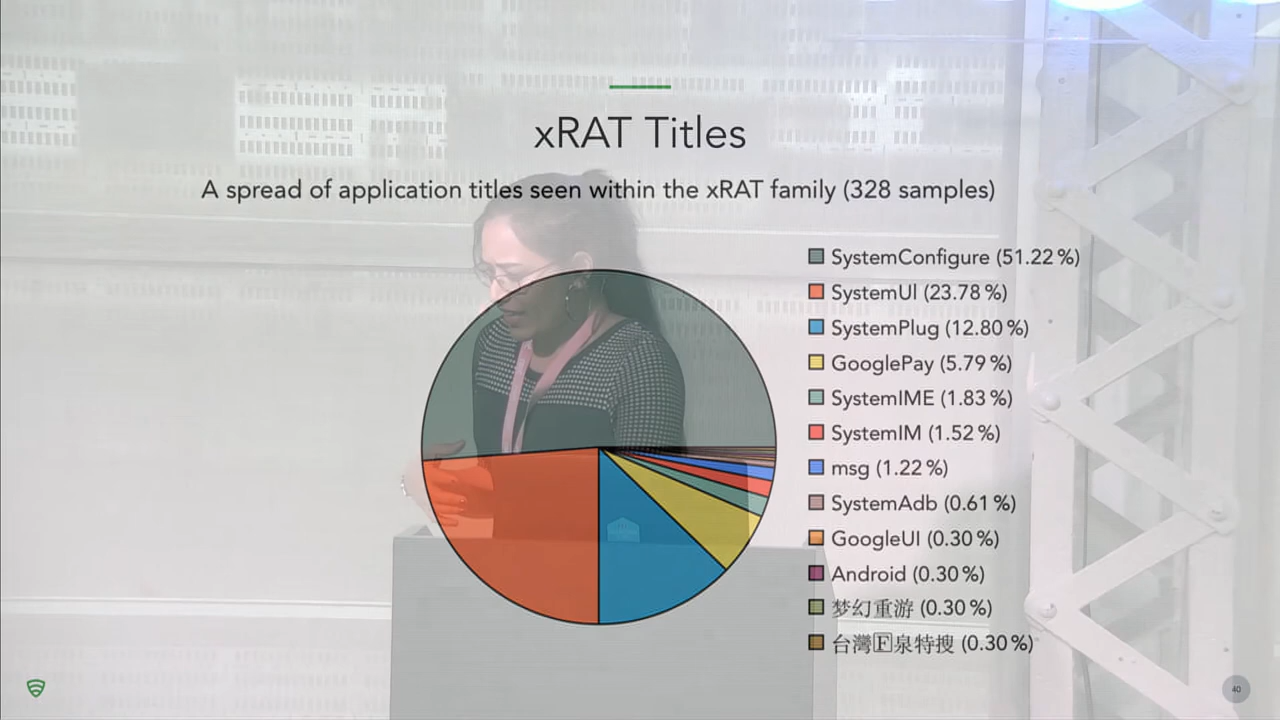 xRAT Titles
A spread of application titles seen within the xRAT family (328 samples)
SystemConfigure (51.22 %)
SystemUI (23.78 %)
SystemPlug (12.80 %)
GooglePay (5.79 %)
SystemIME (1.83 %)
SystemIM (1.52 %)
msg (1.22 %)
SystemAdb (0.61 %)
GoogleUI (0.30 %)
Android (0.30 %)
梦幻重游 (0.30 %)
台灣🄵泉特搜 (0.30 %)
40